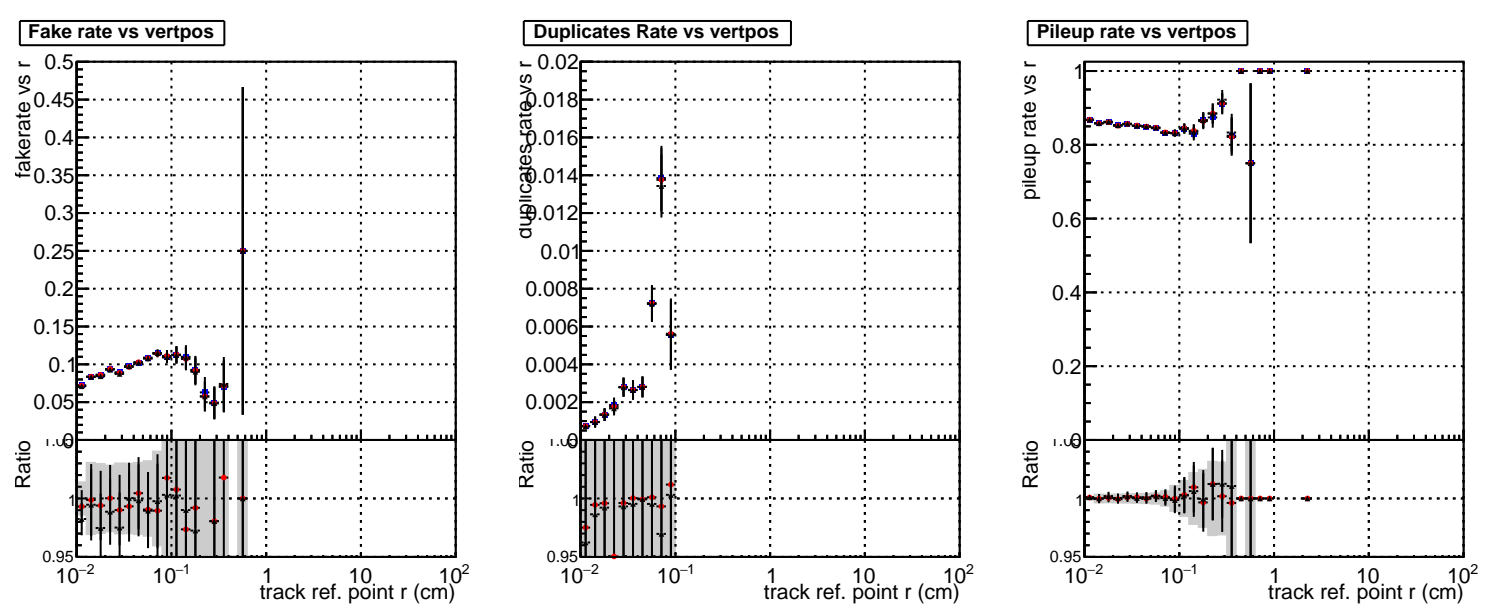 Fake rate vs vertpos
fakerate vs r
0.5
0.45
0.4
0.35
0.3
0.25
0.2
0.15
0.1
0.05
0
Ratio
1
0.95
10⁻² 10⁻¹ 1 10 10²
track ref. point r (cm)
Duplicates Rate vs vertpos
duplicates rate vs r
0.02
0.018
0.016
0.014
0.012
0.01
0.008
0.006
0.004
0.002
0
Ratio
1
0.95
10⁻² 10⁻¹ 1 10 10²
track ref. point r (cm)
Pileup rate vs vertpos
pileup rate vs r
1
0.8
0.6
0.4
0.2
0
Ratio
1
0.95
10⁻² 10⁻¹ 1 10 10²
track ref. point r (cm)